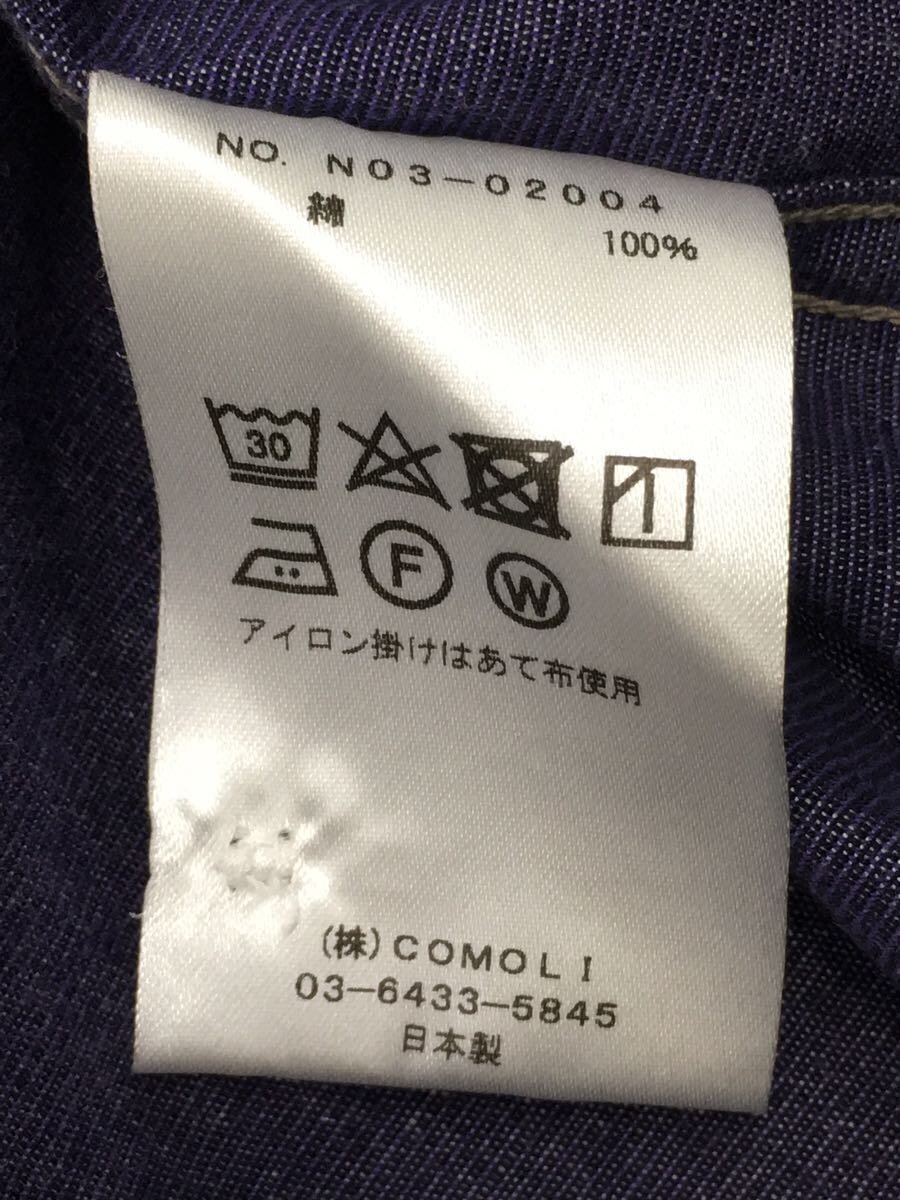 NO. N03-02004
綿 100%
30
F W
アイロン掛けはあて布使用
(株)COMOLI
03-6433-5845
日本製